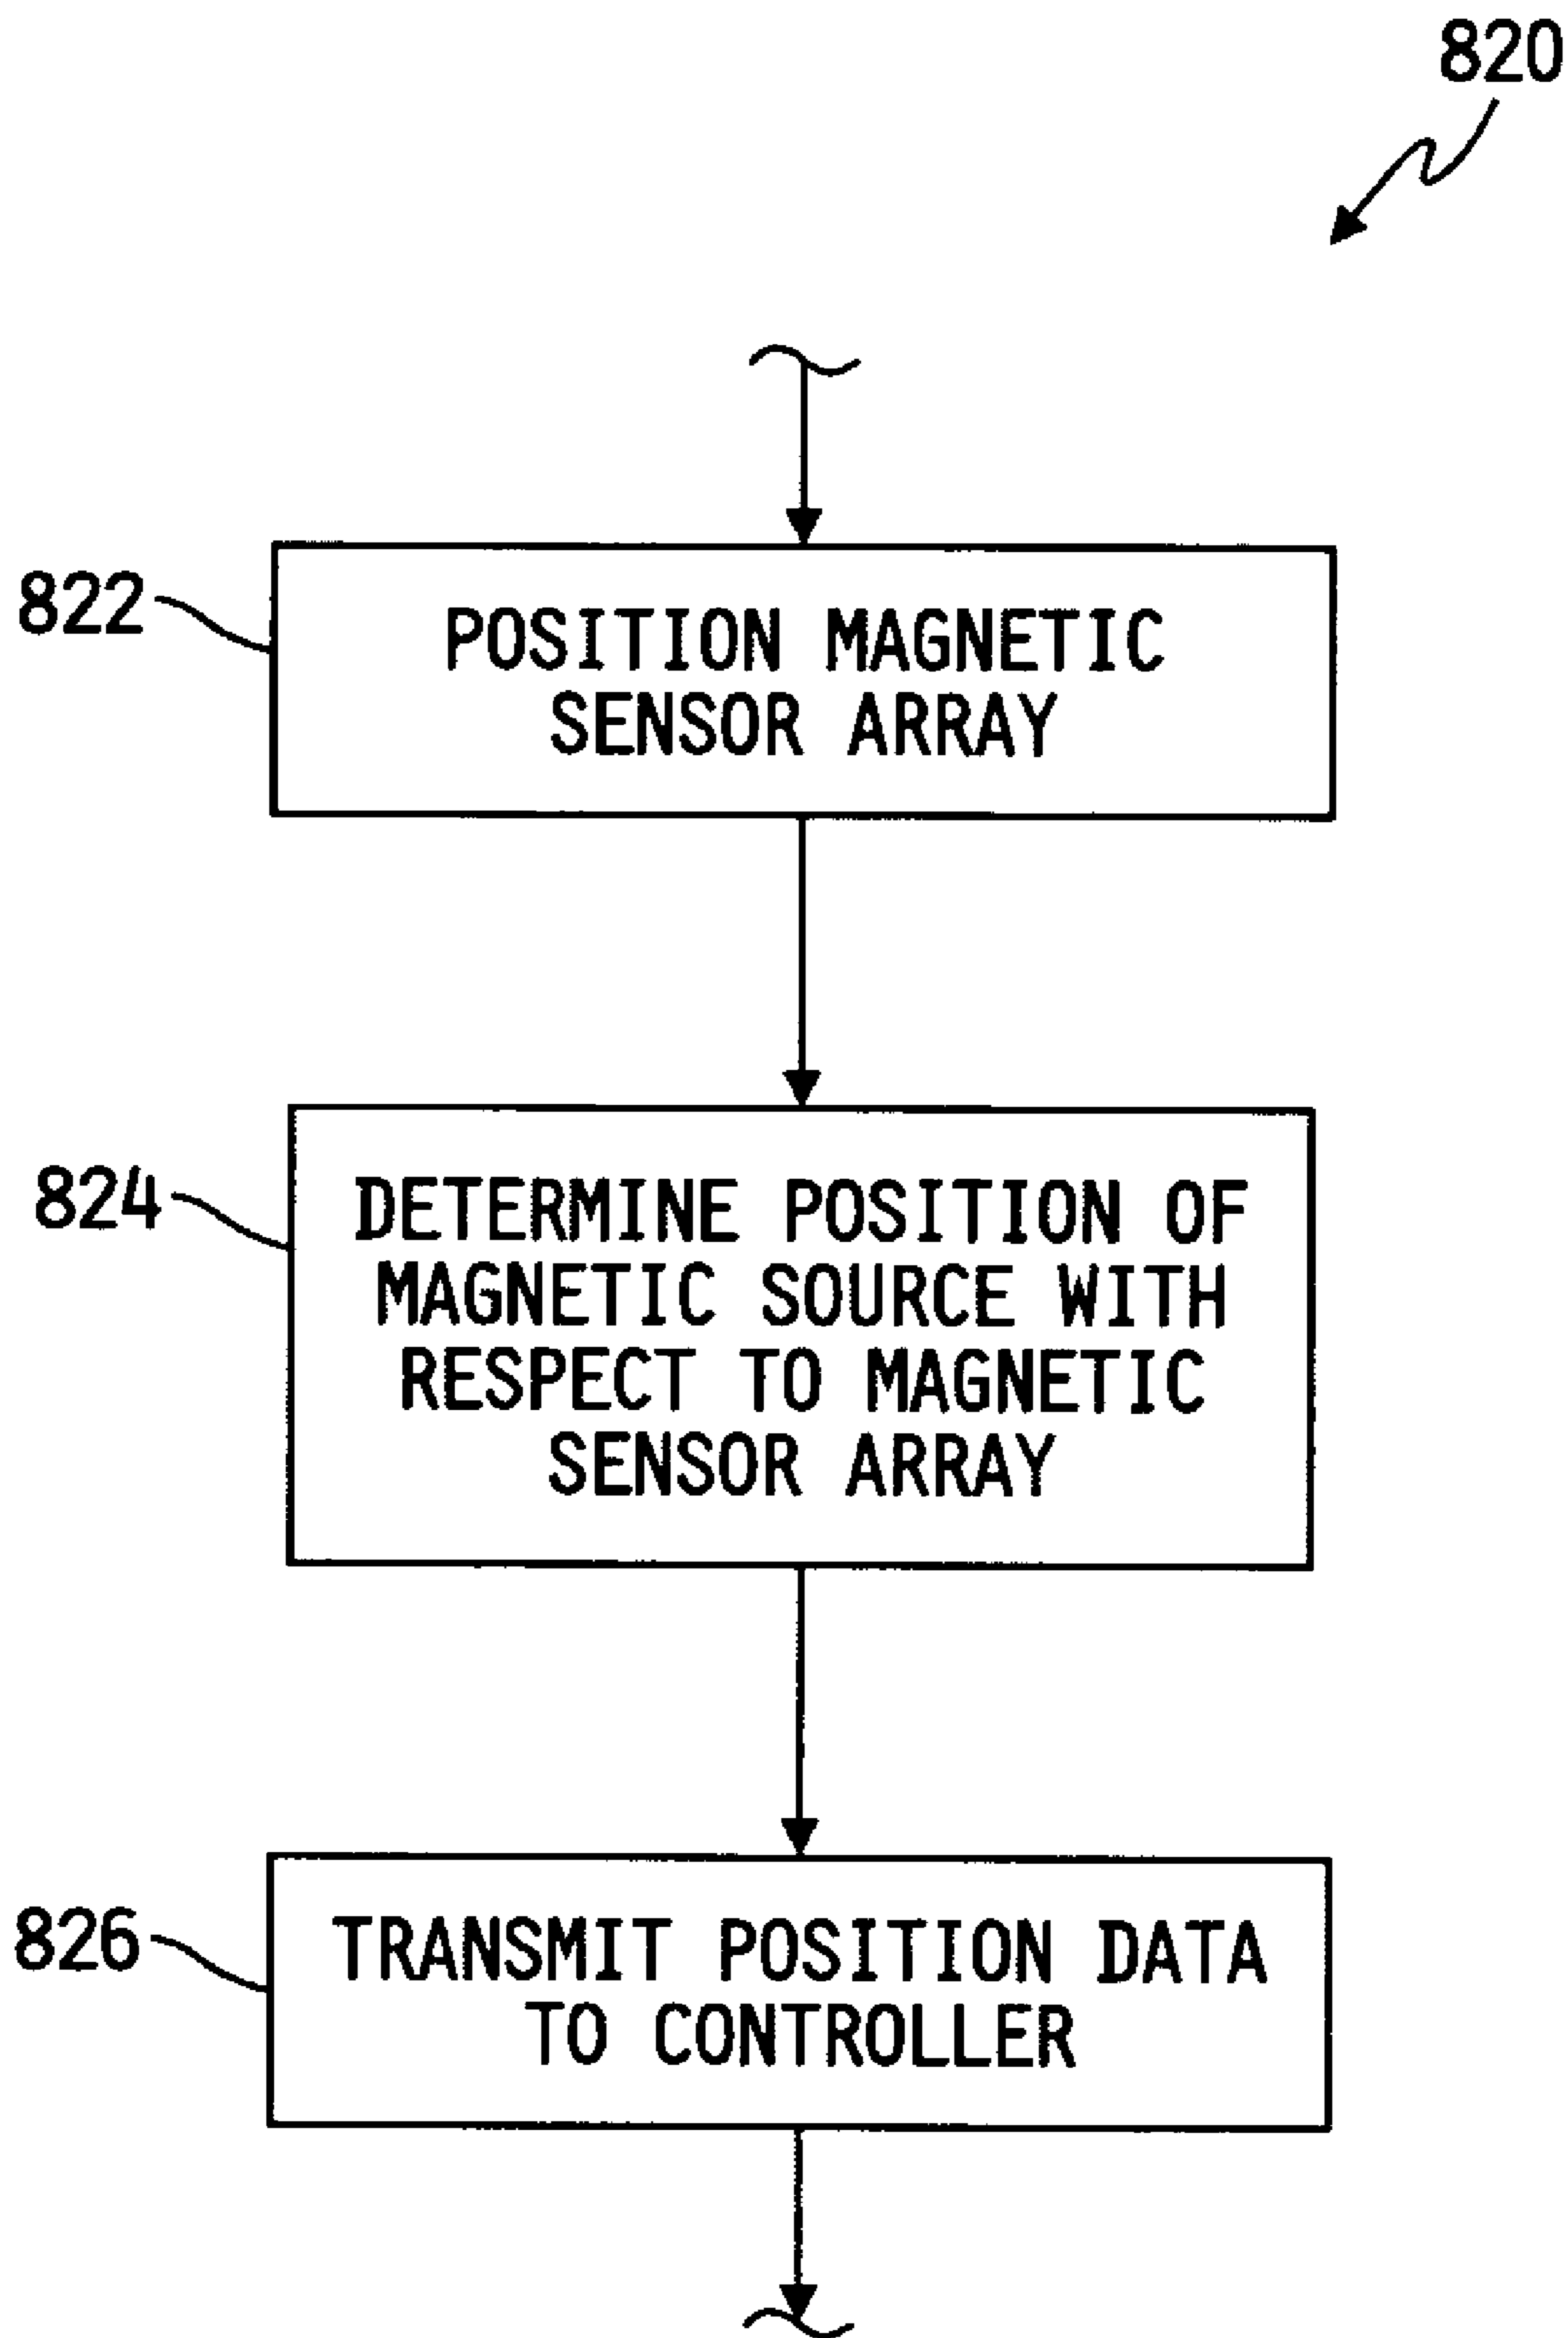 820
822
POSITION MAGNETIC
SENSOR ARRAY
824
DETERMINE POSITION OF
MAGNETIC SOURCE WITH
RESPECT TO MAGNETIC
SENSOR ARRAY
826
TRANSMIT POSITION DATA
TO CONTROLLER